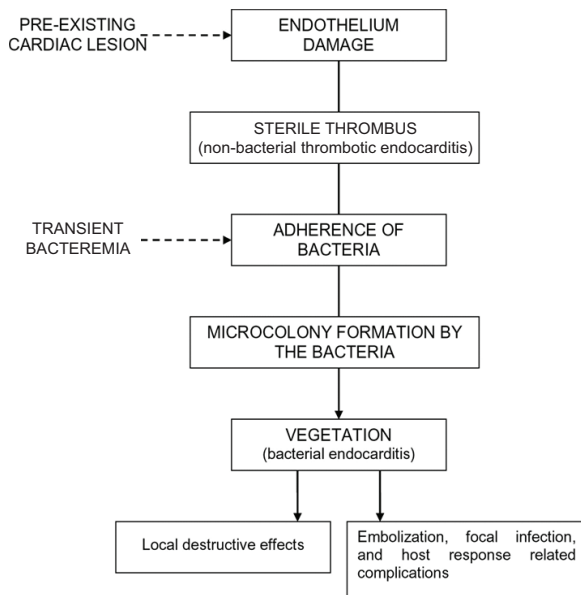 PRE-EXISTING
CARDIAC LESION
ENDOTHELIUM
DAMAGE
STERILE THROMBUS
(non-bacterial thrombotic endocarditis)
TRANSIENT
BACTEREMIA
ADHERENCE OF
BACTERIA
MICROCOLONY FORMATION BY
THE BACTERIA
VEGETATION
(bacterial endocarditis)
Local destructive effects
Embolization, focal infection,
and host response related
complications